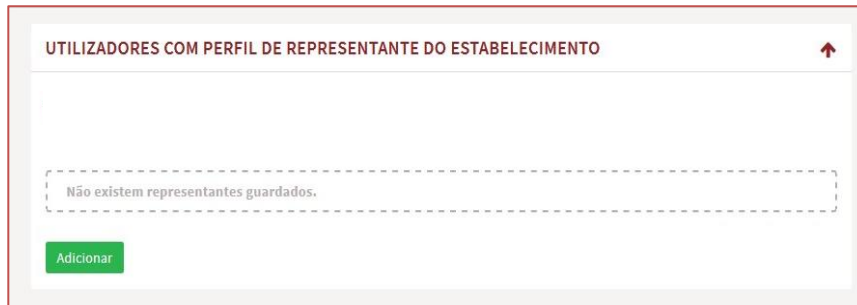 UTILIZADORES COM PERFIL DE REPRESENTANTE DO ESTABELECIMENTO
Não existem representantes guardados.
Adicionar